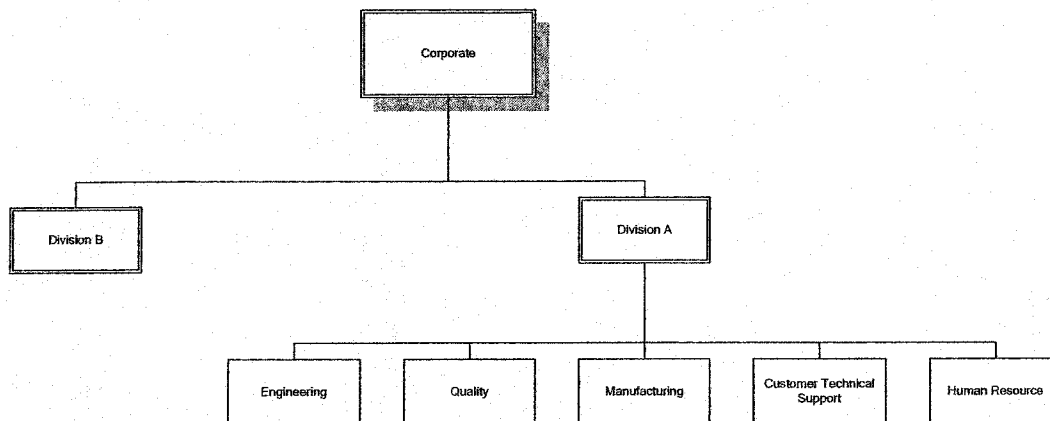 Corporate
Division B
Division A
Engineering
Quality
Manufacturing
Customer Technical
Support
Human Resource